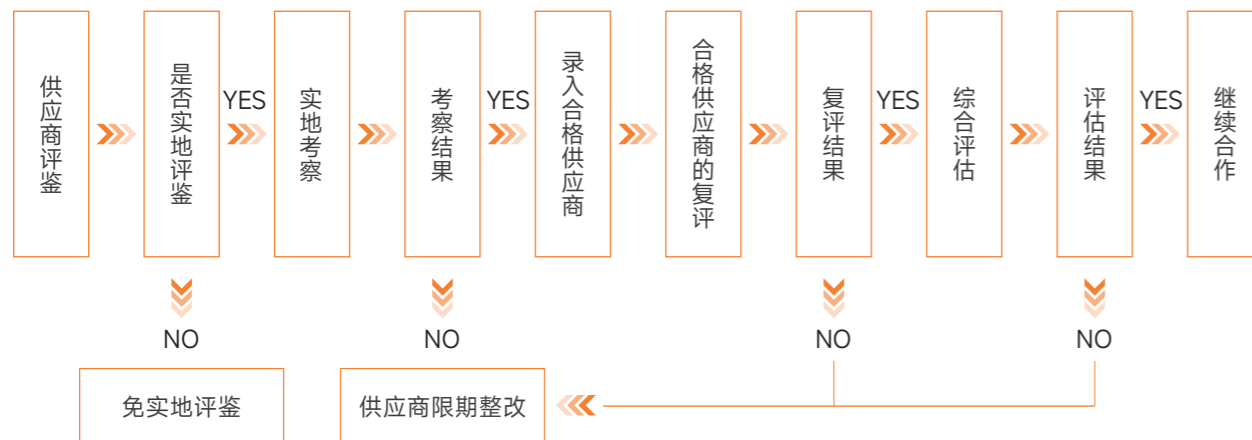 供应商评鉴
是否实地评鉴
YES
实地考察
考察结果
YES
录入合格供应商
合格供应商的复评
复评结果
YES
综合评估
评估结果
YES
继续合作
NO
NO
NO
NO
免实地评鉴
供应商限期整改